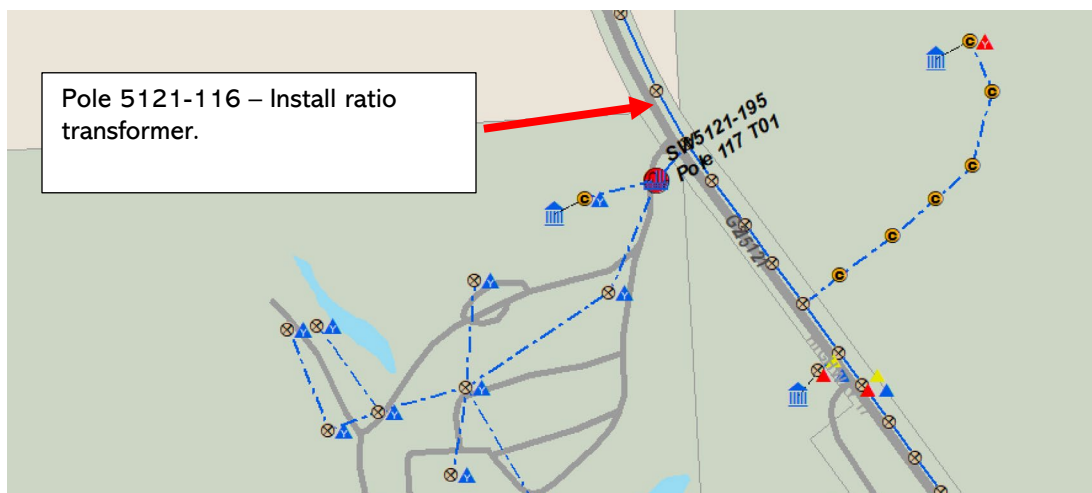 Pole 5121-116 – Install ratio
transformer.
SW5121-195
Pole 117 T01